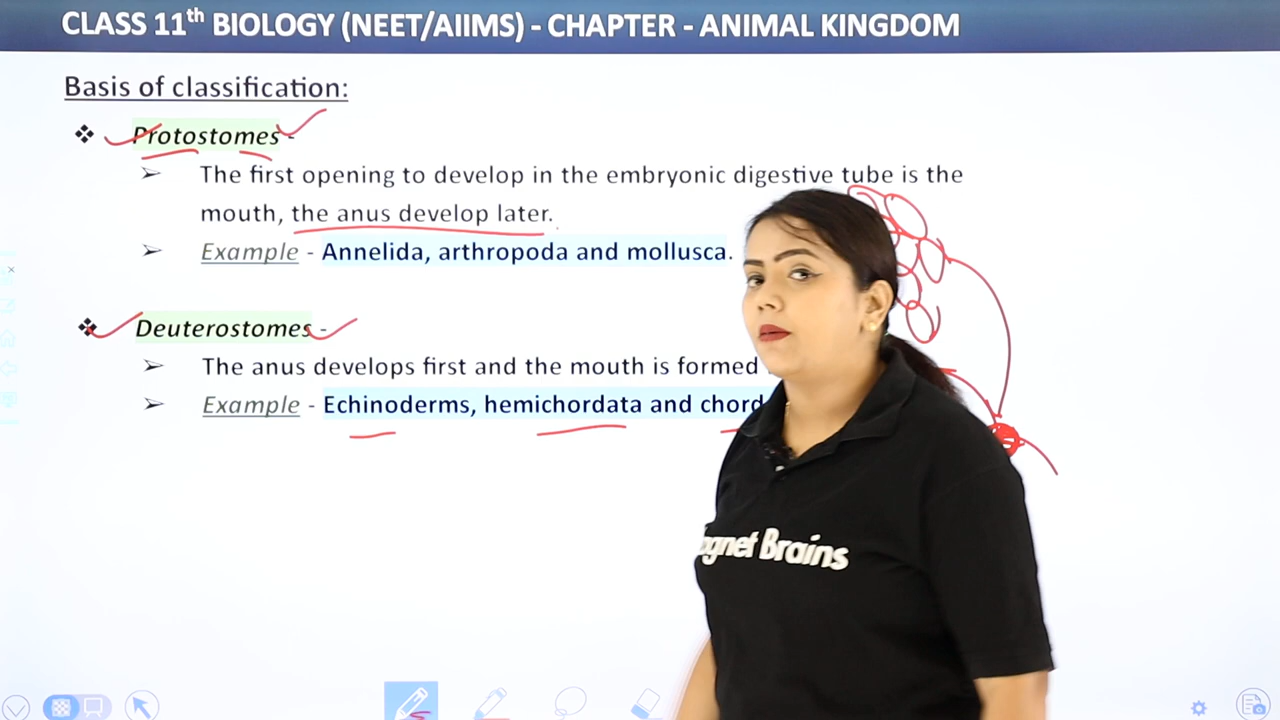 CLASS 11th BIOLOGY (NEET/AIIMS) - CHAPTER - ANIMAL KINGDOM
Basis of classification:
❖ Protostomes -
➢ The first opening to develop in the embryonic digestive tube is the
mouth, the anus develop later.
➢ Example - Annelida, arthropoda and mollusca.
❖ Deuterostomes -
➢ The anus develops first and the mouth is formed
➢ Example - Echinoderms, hemichordata and chord
Brains